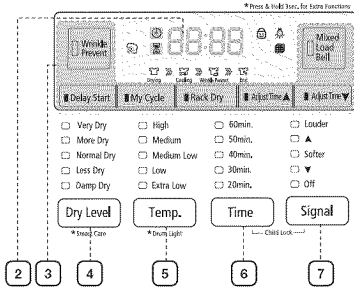 * Press & Hold 3sec. for Extra Functions
Wrinkle Prevent
88:88
Mixed Load Bell
Drying Cooling Wrinkle Prevent End
Delay Start My Cycle Rack Dry Adjust Time ▲ Adjust Time ▼
Very Dry High 60min. Louder
More Dry Medium 50min. ▲
Normal Dry Medium Low 40min. Softer
Less Dry Low 30min. ▼
Damp Dry Extra Low 20min. Off
Dry Level Temp. Time Signal
* Smart Care * Drum Light Child Lock
2 3 4 5 6 7